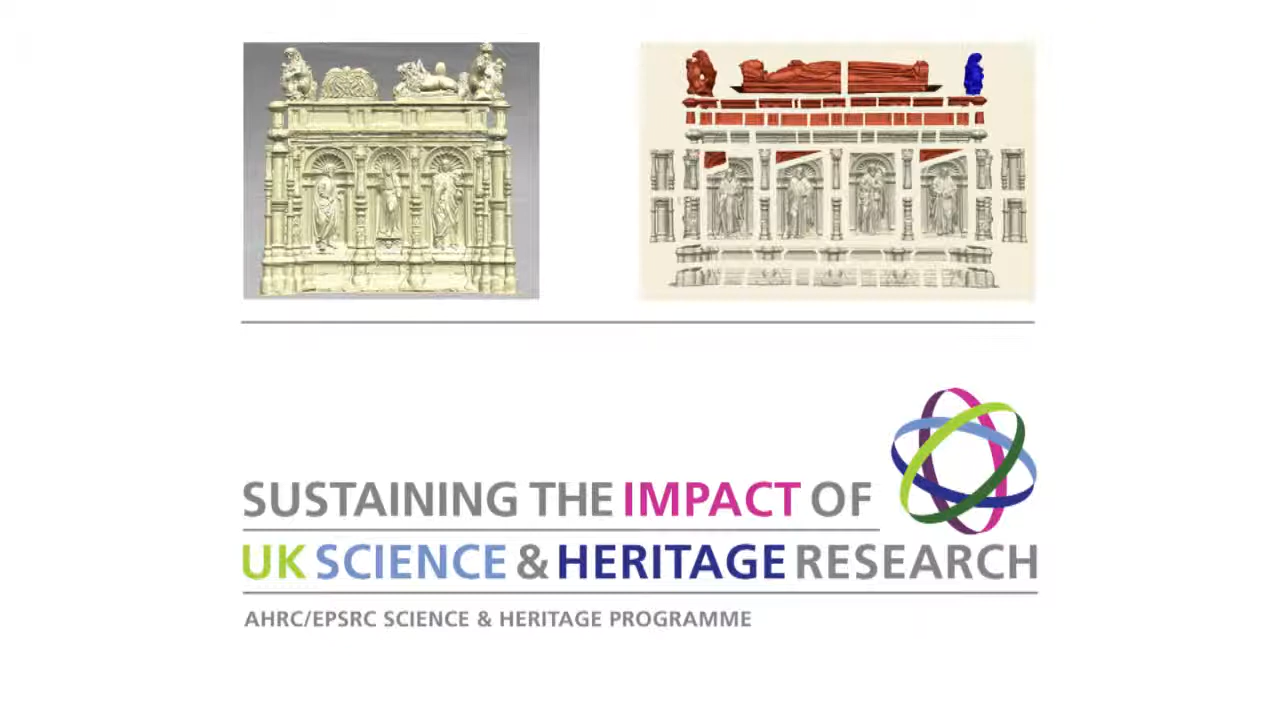 SUSTAINING THE IMPACT OF
UK SCIENCE & HERITAGE RESEARCH
AHRC/EPSRC SCIENCE & HERITAGE PROGRAMME